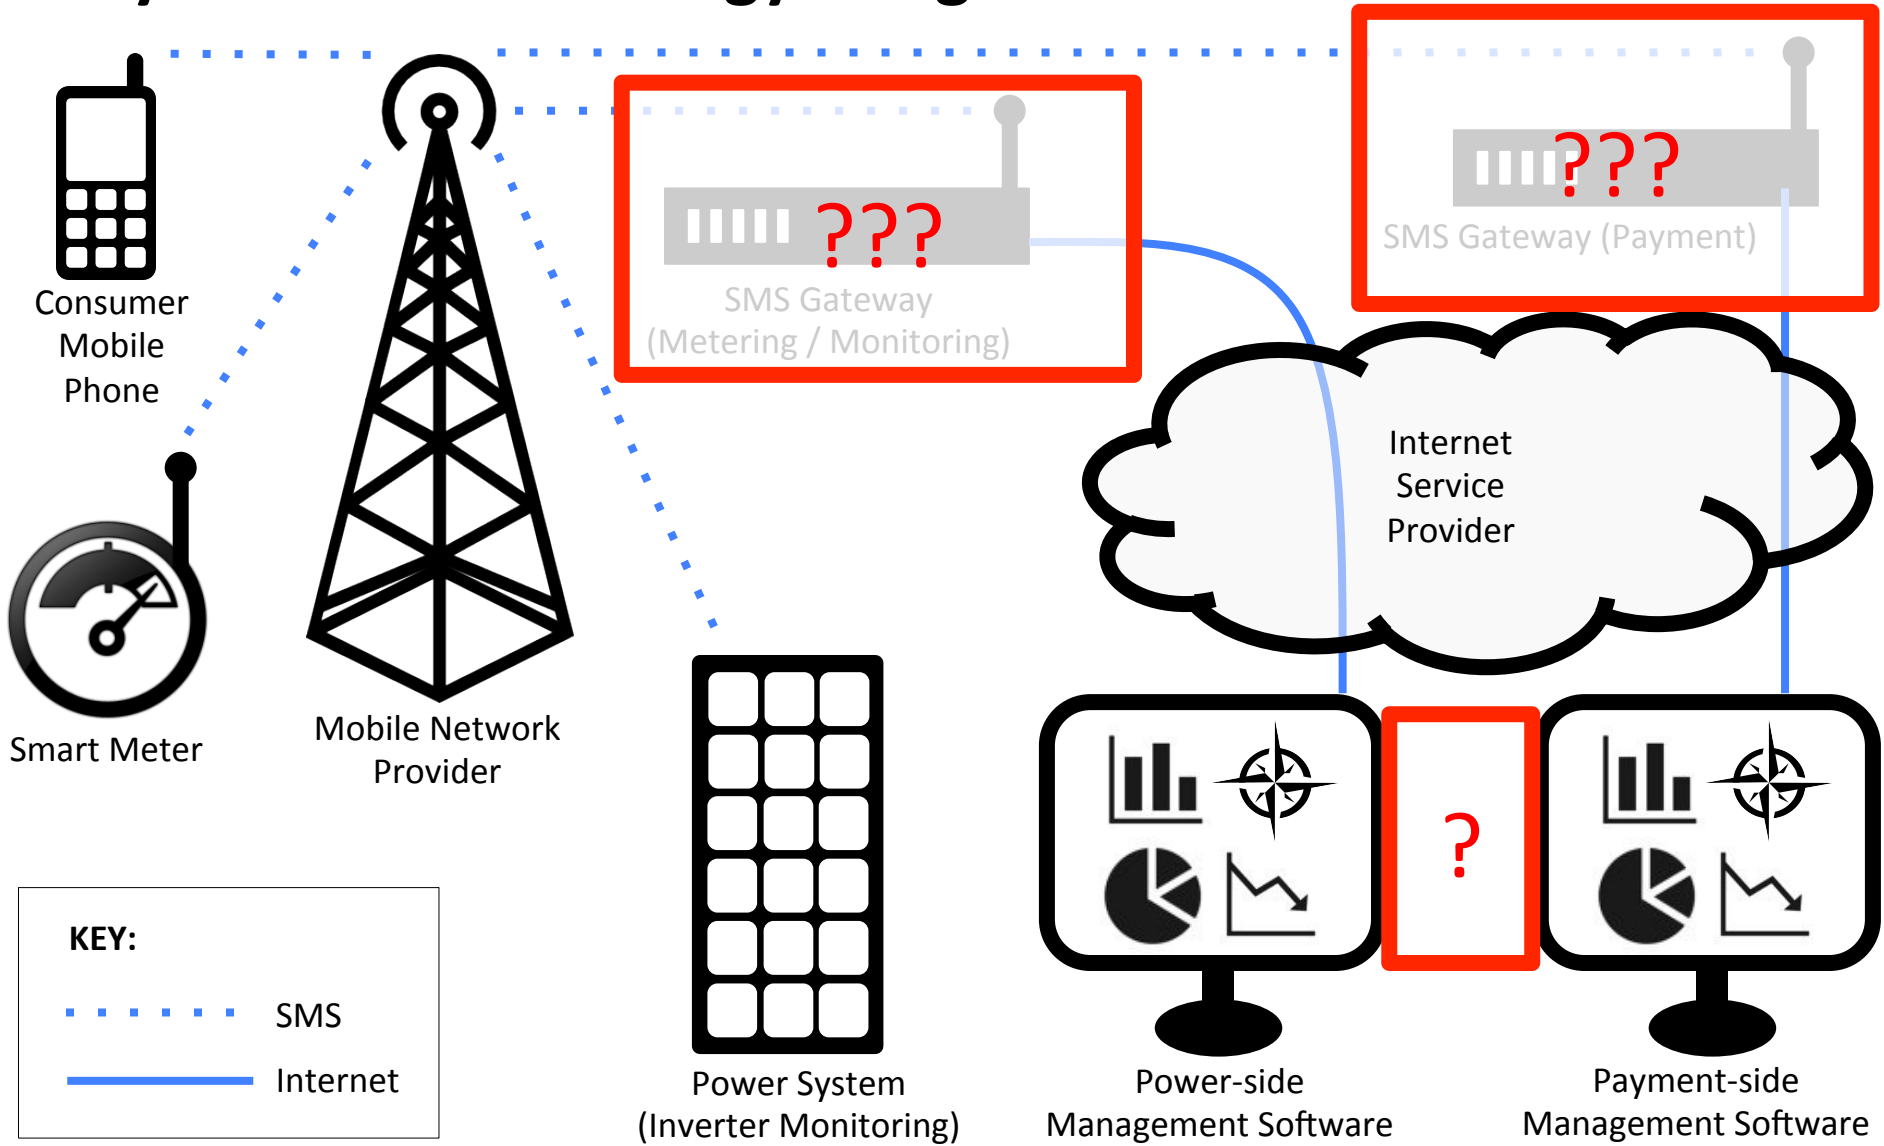 ???
SMS Gateway (Payment)
???
SMS Gateway
(Metering / Monitoring)
Consumer
Mobile
Phone
Internet
Service
Provider
Smart Meter
Mobile Network
Provider
?
KEY:
SMS
Internet
Power System
(Inverter Monitoring)
Power-side
Management Software
Payment-side
Management Software